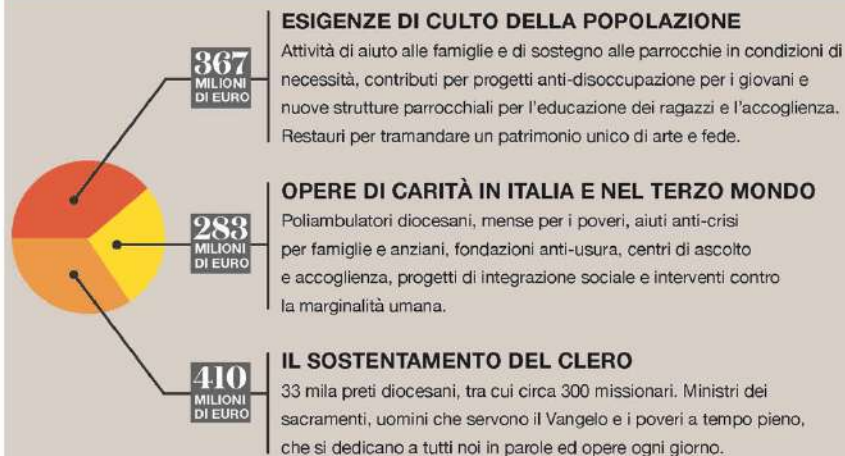 367
MILIONI
DI EURO
ESIGENZE DI CULTO DELLA POPOLAZIONE
Attività di aiuto alle famiglie e di sostegno alle parrocchie in condizioni di
necessità, contributi per progetti anti-disoccupazione per i giovani e
nuove strutture parrocchiali per l'educazione dei ragazzi e l'accoglienza.
Restauri per tramandare un patrimonio unico di arte e fede.
283
MILIONI
DI EURO
OPERE DI CARITÀ IN ITALIA E NEL TERZO MONDO
Poliambulatori diocesani, mense per i poveri, aiuti anti-crisi
per famiglie e anziani, fondazioni anti-usura, centri di ascolto
e accoglienza, progetti di integrazione sociale e interventi contro
la marginalità umana.
410
MILIONI
DI EURO
IL SOSTENTAMENTO DEL CLERO
33 mila preti diocesani, tra cui circa 300 missionari. Ministri dei
sacramenti, uomini che servono il Vangelo e i poveri a tempo pieno,
che si dedicano a tutti noi in parole ed opere ogni giorno.